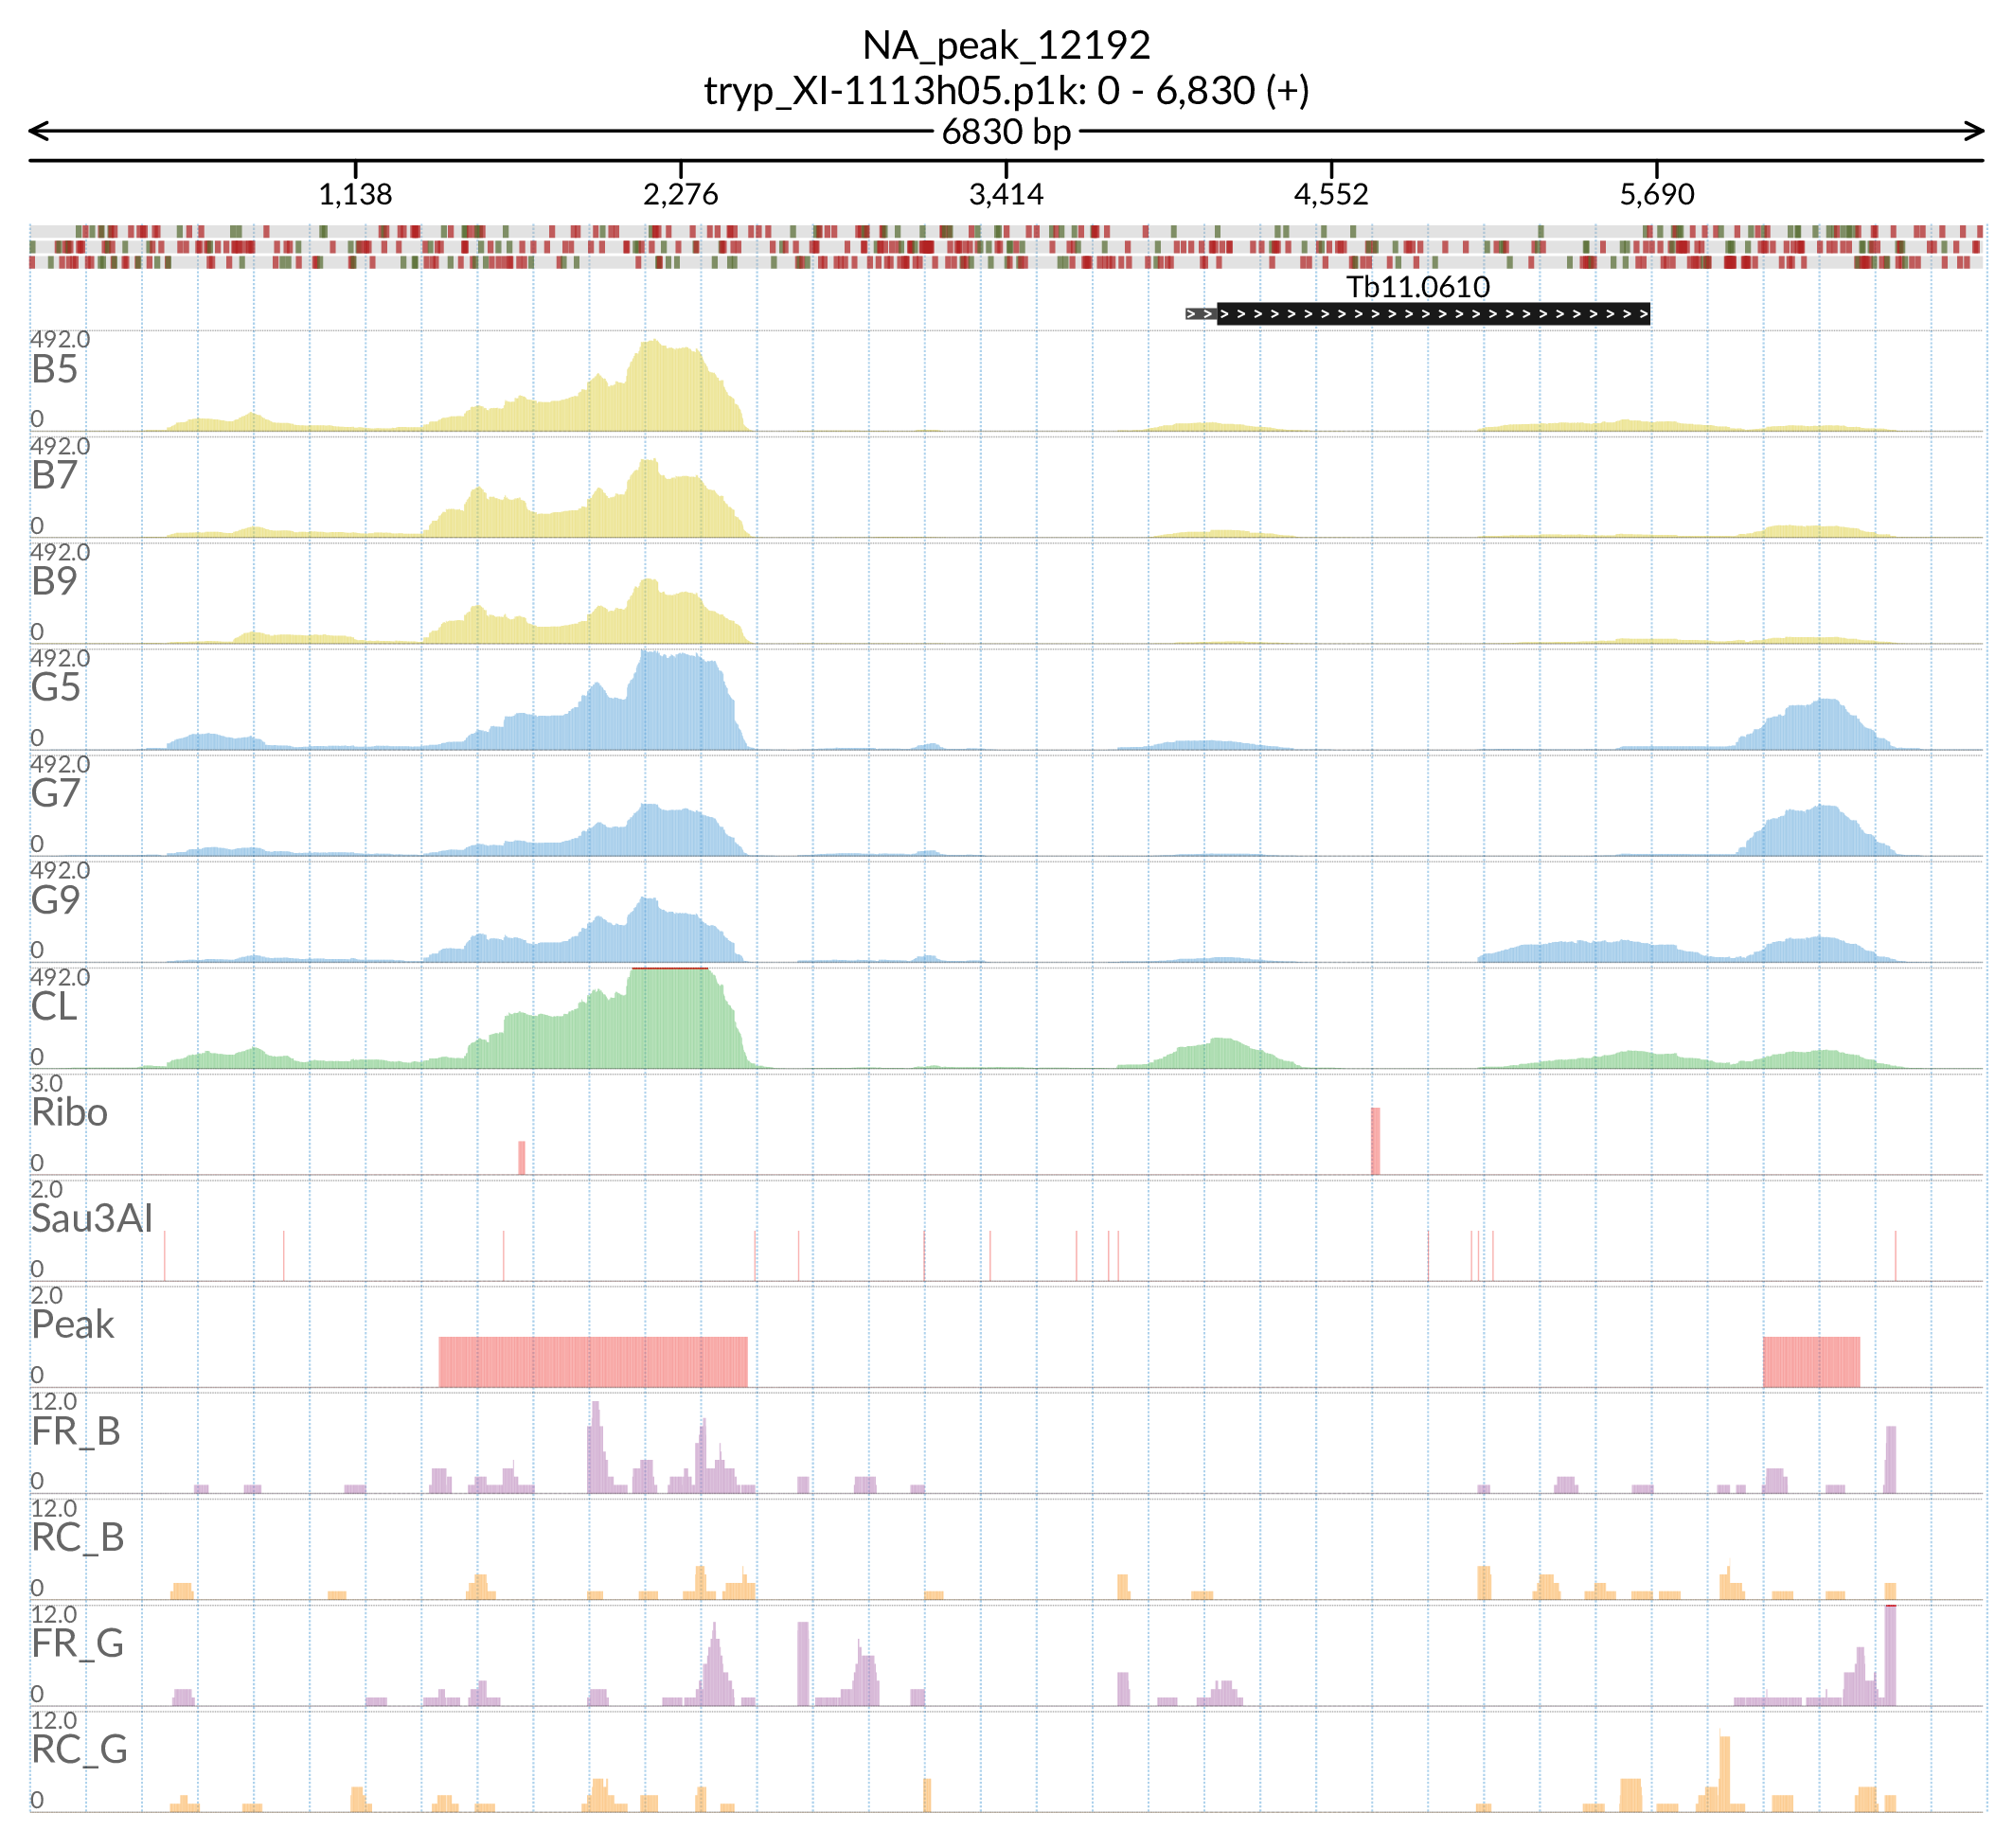 NA_peak_12192
tryp_XI-1113h05.p1k: 0 - 6,830 (+)
6830 bp
1,138 2,276 3,414 4,552 5,690
Tb11.0610
492.0
B5
0
492.0
B7
0
492.0
B9
0
492.0
G5
0
492.0
G7
0
492.0
G9
0
492.0
CL
0
3.0
Ribo
0
2.0
Sau3AI
0
2.0
Peak
0
12.0
FR_B
0
12.0
RC_B
0
12.0
FR_G
0
12.0
RC_G
0